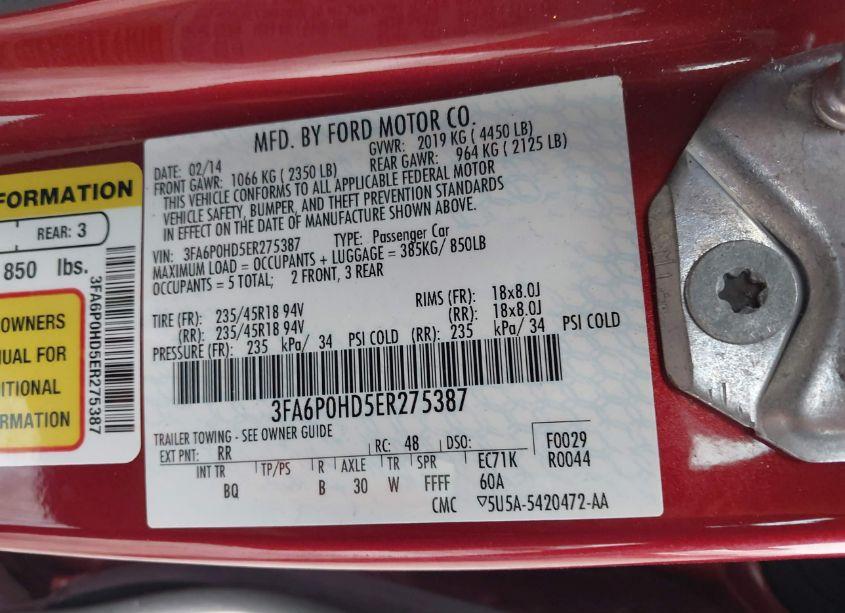 FORMATION
REAR: 3
850 lbs.
OWNERS
NUAL FOR
DITIONAL
ORMATION
3FA6P0HD5ER275387
MFD. BY FORD MOTOR CO.
DATE: 02/14 GVWR: 2019 KG ( 4450 LB)
FRONT GAWR: 1066 KG ( 2350 LB) REAR GAWR: 964 KG ( 2125 LB)
THIS VEHICLE CONFORMS TO ALL APPLICABLE FEDERAL MOTOR
VEHICLE SAFETY, BUMPER, AND THEFT PREVENTION STANDARDS
IN EFFECT ON THE DATE OF MANUFACTURE SHOWN ABOVE.
VIN: 3FA6P0HD5ER275387 TYPE: Passenger Car
MAXIMUM LOAD = OCCUPANTS + LUGGAGE = 385KG/ 850LB
OCCUPANTS = 5 TOTAL; 2 FRONT, 3 REAR
TIRE (FR): 235/45R18 94V RIMS (FR): 18x8.0J
(RR): 235/45R18 94V (RR): 18x8.0J
PRESSURE (FR): 235 kPa/ 34 PSI COLD (RR): 235 kPa/ 34 PSI COLD
3FA6P0HD5ER275387
TRAILER TOWING - SEE OWNER GUIDE
EXT PNT: RR RC: 48 DSO: F0029
INT TR TP/PS R AXLE TR SPR EC71K R0044
BQ B 30 W FFFF 60A
CMC ▽5U5A-5420472-AA